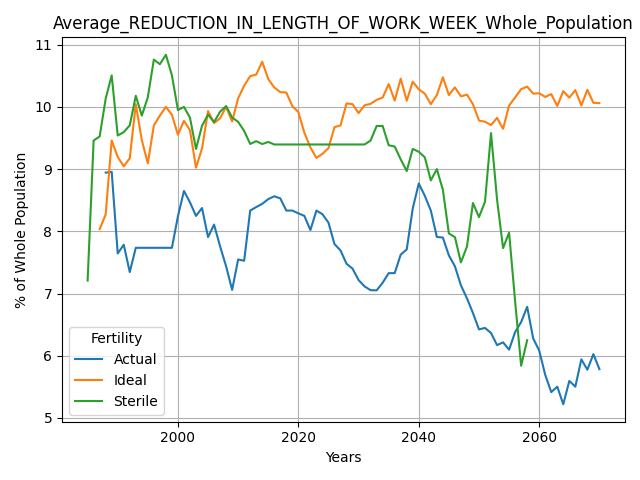 Average_REDUCTION_IN_LENGTH_OF_WORK_WEEK_Whole_Population
11
10
9
8
7
6
5
% of Whole Population
Fertility
Actual
Ideal
Sterile
2000 2020 2040 2060
Years